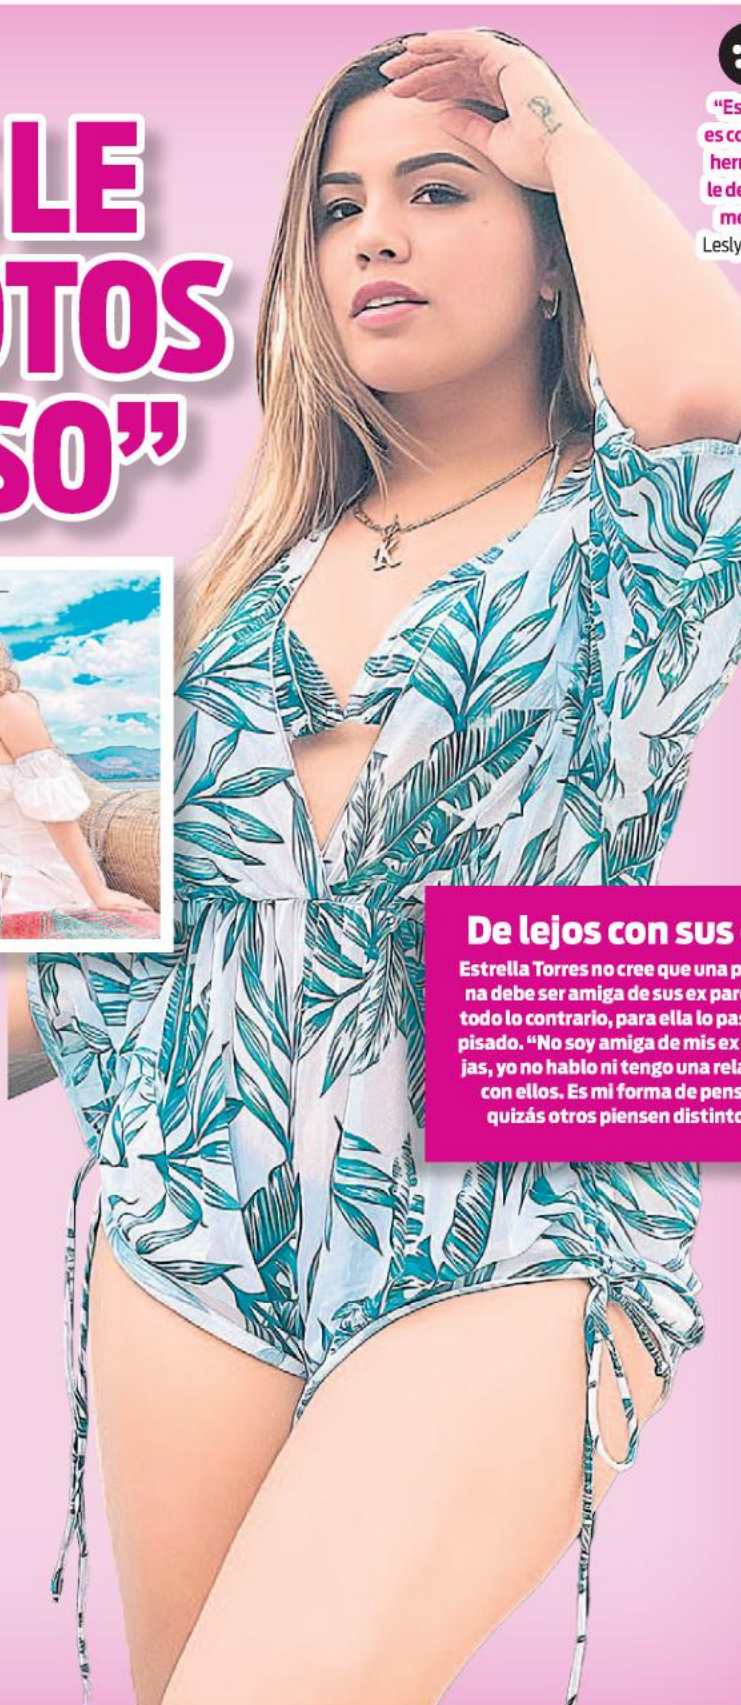 LE
OTOS
SO”
“Es
es co
her
le de
me
Lesly
De lejos con sus
Estrella Torres no cree que una p
na debe ser amiga de sus ex par
todo lo contrario, para ella lo pas
pisado. “No soy amiga de mis ex
jas, yo no hablo ni tengo una rela
con ellos. Es mi forma de pens
quizás otros piensen distinto